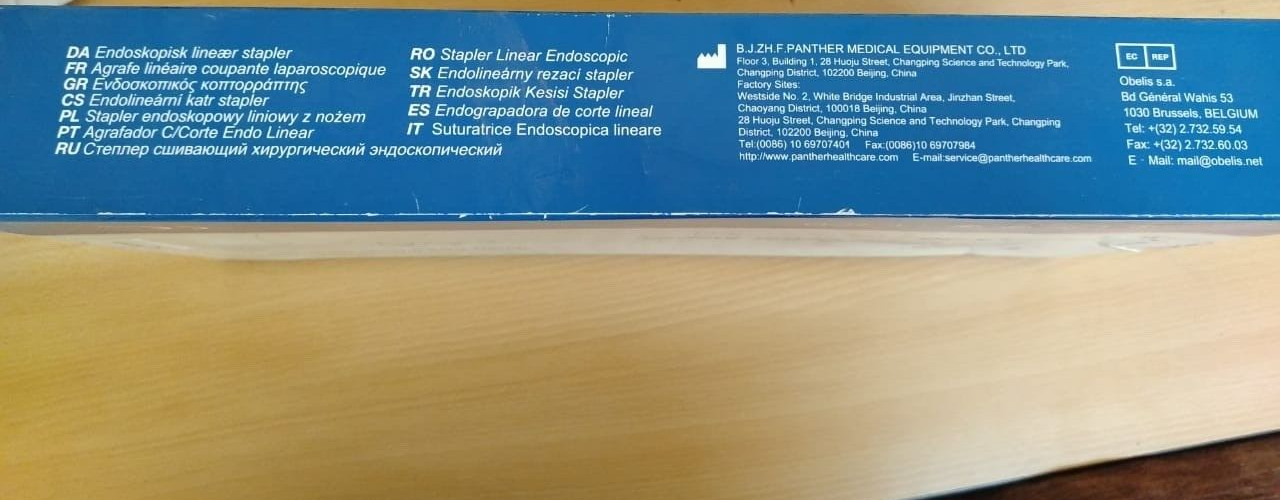 DA Endoskopisk lineær stapler
FR Agrafe linéaire coupante laparoscopique
GR Ενδοσκοπικός κοπτορράπτης
CS Endolineární katr stapler
PL Stapler endoskopowy liniowy z nożem
PT Agrafador C/Corte Endo Linear
RU Степлер сшивающий хирургический эндоскопический
RO Stapler Linear Endoscopic
SK Endolineárny rezací stapler
TR Endoskopik Kesisi Stapler
ES Endograpadora de corte lineal
IT Suturatrice Endoscopica lineare
B.J.ZH.F.PANTHER MEDICAL EQUIPMENT CO., LTD
Floor 3, Building 1, 28 Huoju Street, Changping Science and Technology Park,
Changping District, 102200 Beijing, China
Factory Sites:
Westside No. 2, White Bridge Industrial Area, Jinzhan Street,
Chaoyang District, 100018 Beijing, China
28 Huoju Street, Changping Science and Technology Park, Changping
District, 102200 Beijing, China
Tel:(0086) 10 69707401 Fax:(0086)10 69707984
http://www.pantherhealthcare.com E-mail:service@pantherhealthcare.com
EC REP
Obelis s.a.
Bd Général Wahis 53
1030 Brussels, BELGIUM
Tel: +(32) 2.732.59.54
Fax: +(32) 2.732.60.03
E - Mail: mail@obelis.net